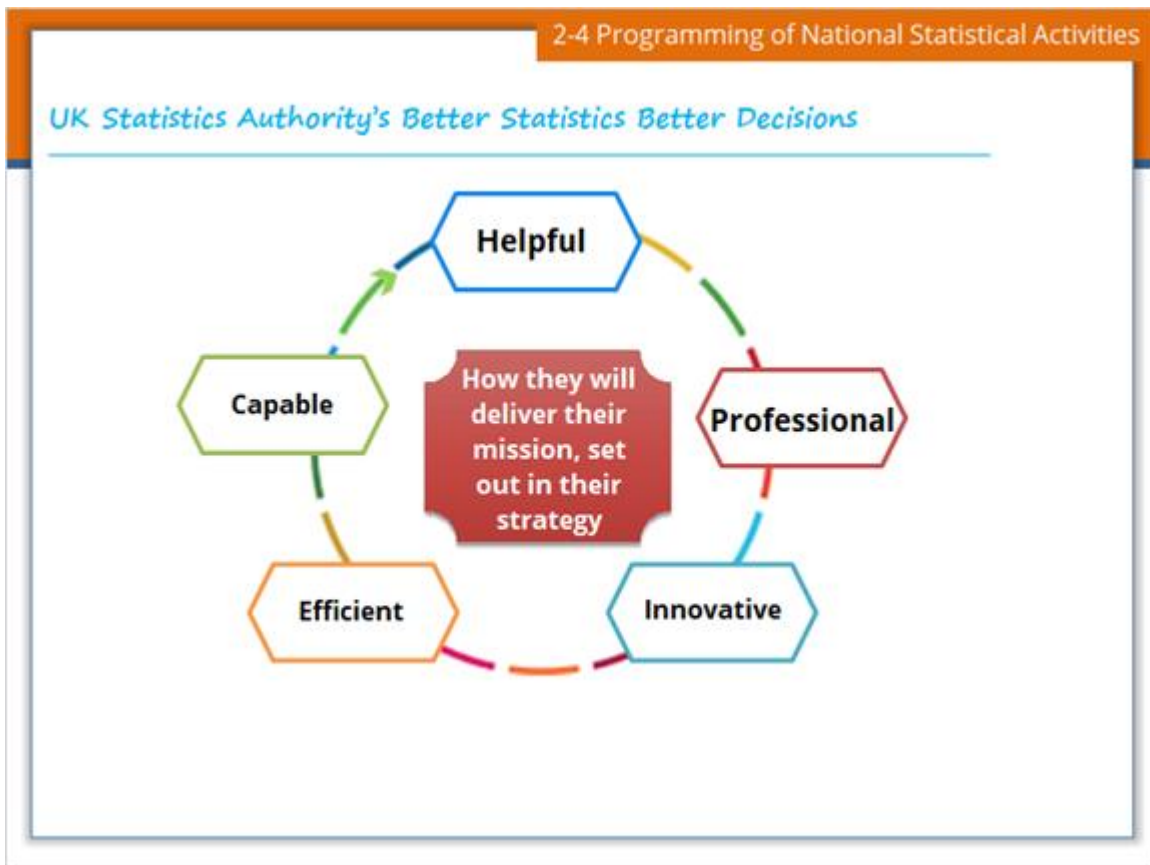 2-4 Programming of National Statistical Activities
UK Statistics Authority's Better Statistics Better Decisions
Helpful
Professional
Innovative
Efficient
Capable
How they will
deliver their
mission, set
out in their
strategy